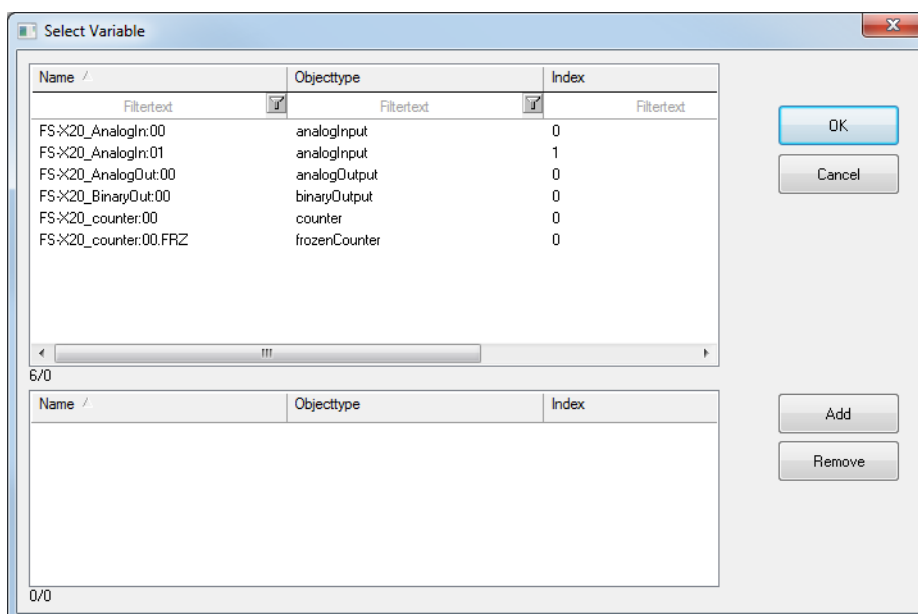 Select Variable
Name Objecttype Index
Filtertext Filtertext Filtertext
FS-X20_AnalogIn:00 analogInput 0
FS-X20_AnalogIn:01 analogInput 1
FS-X20_AnalogOut:00 analogOutput 0
FS-X20_BinaryOut:00 binaryOutput 0
FS-X20_counter:00 counter 0
FS-X20_counter:00.FRZ frozenCounter 0
6/0
OK
Cancel
Name Objecttype Index
0/0
Add
Remove